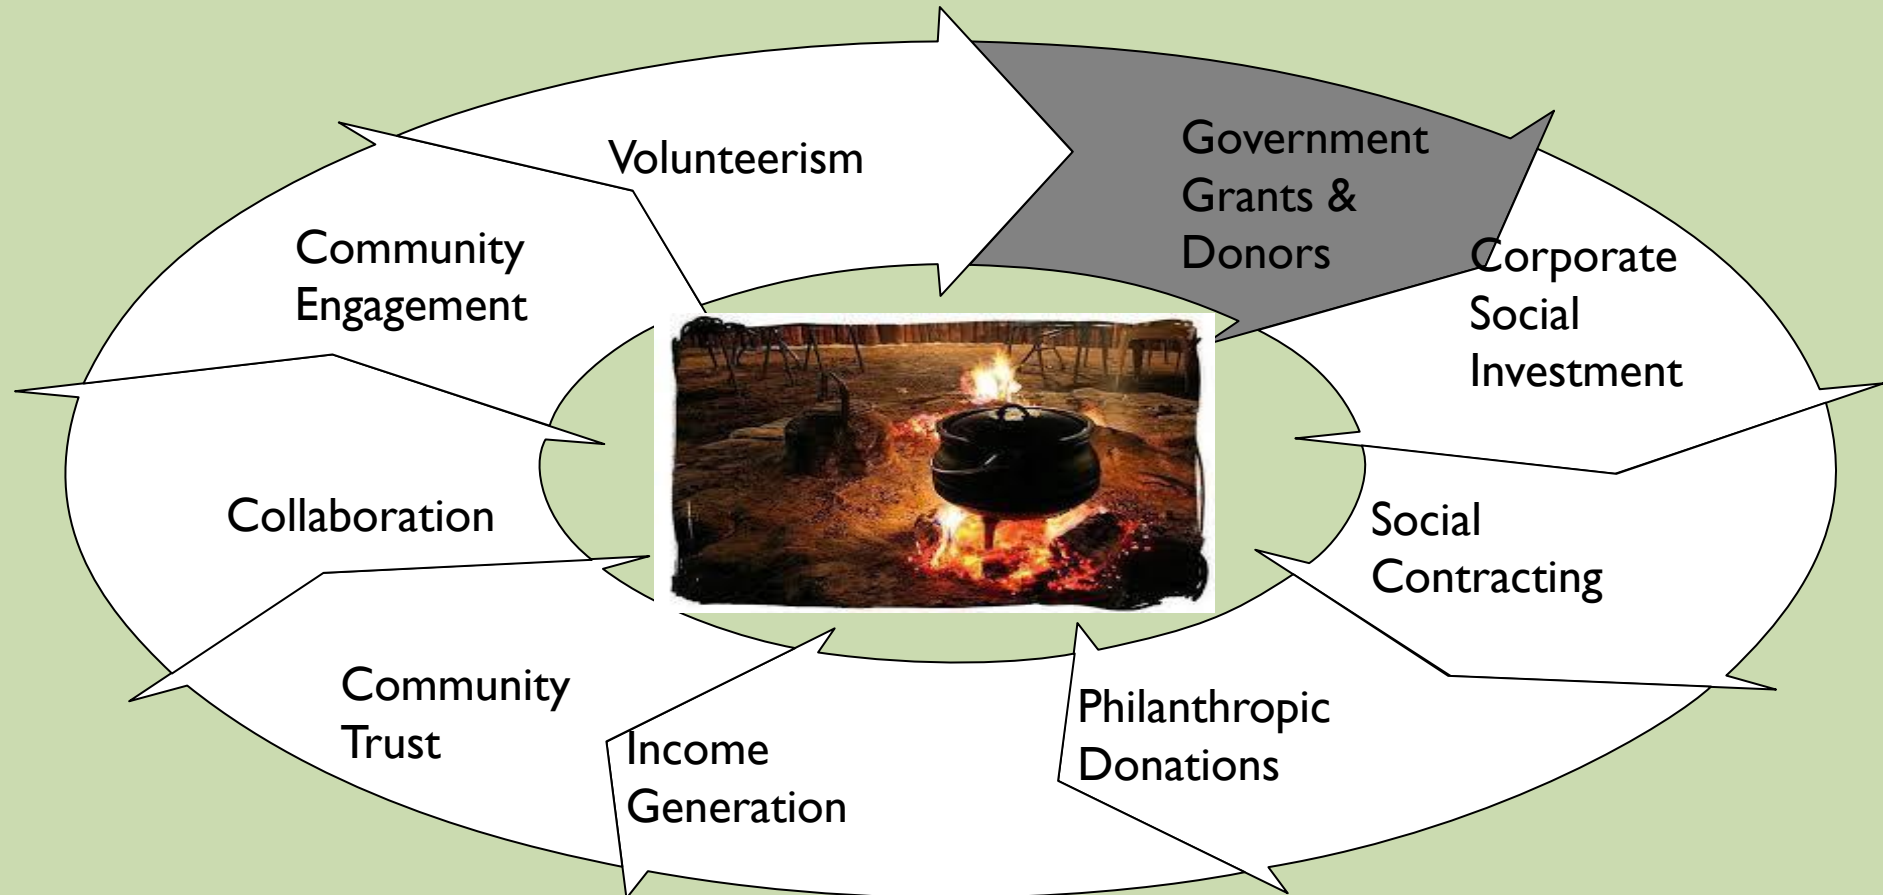 Volunteerism
Government
Grants &
Donors
Corporate
Social
Investment
Social
Contracting
Philanthropic
Donations
Income
Generation
Community
Trust
Collaboration
Community
Engagement